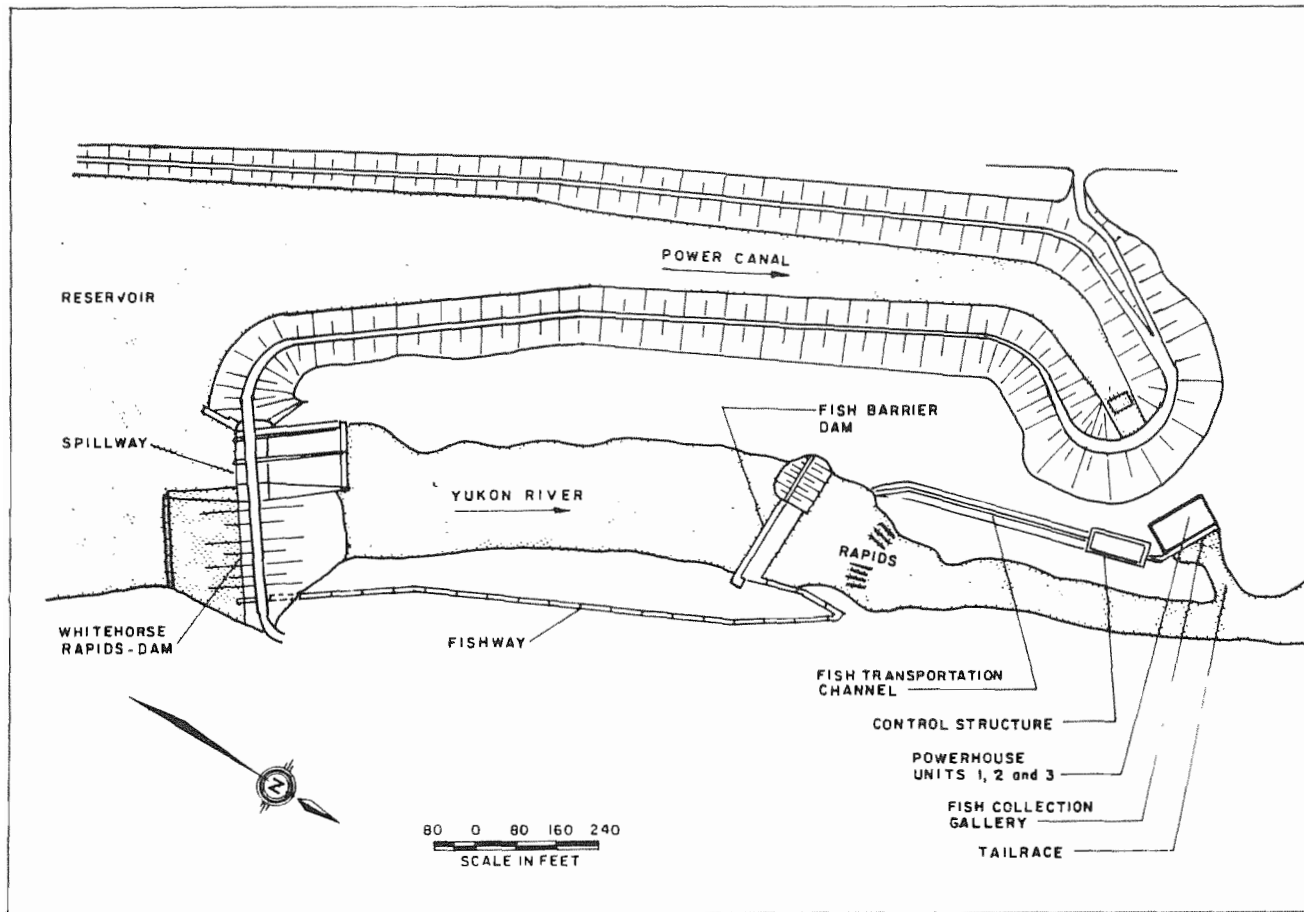 POWER CANAL
RESERVOIR
FISH BARRIER
DAM
SPILLWAY
YUKON RIVER
RAPIDS
WHITEHORSE
RAPIDS-DAM
FISHWAY
FISH TRANSPORTATION
CHANNEL
CONTROL STRUCTURE
POWERHOUSE
UNITS 1, 2 and 3
FISH COLLECTION
GALLERY
TAILRACE
N
80 0 80 160 240
SCALE IN FEET